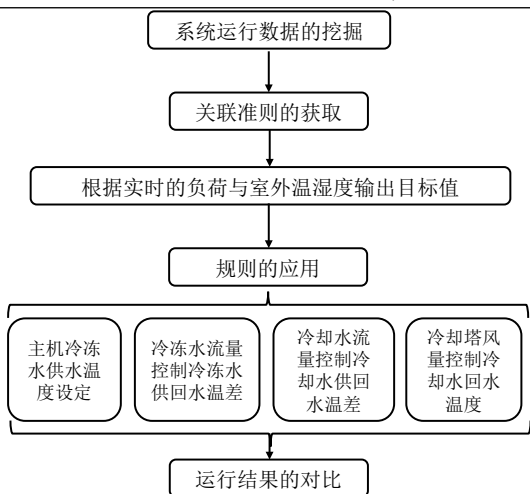 系统运行数据的挖掘
关联准则的获取
根据实时的负荷与室外温湿度输出目标值
规则的应用
主机冷冻
水供水温
度设定
冷冻水流量
控制冷冻水
供回水温差
冷却水流
量控制冷
却水供回
水温差
冷却塔风
量控制冷
却水回水
温度
运行结果的对比